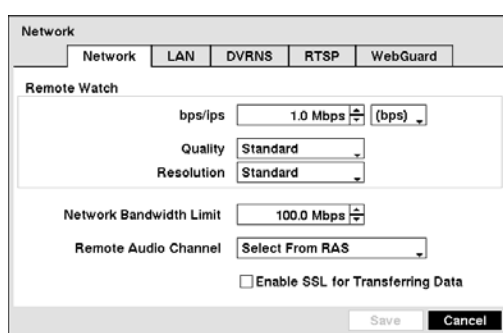 Network
Network LAN DVRNS RTSP WebGuard
Remote Watch
bps/ips 1.0 Mbps (bps)
Quality Standard
Resolution Standard
Network Bandwidth Limit 100.0 Mbps
Remote Audio Channel Select From RAS
Enable SSL for Transferring Data
Save Cancel